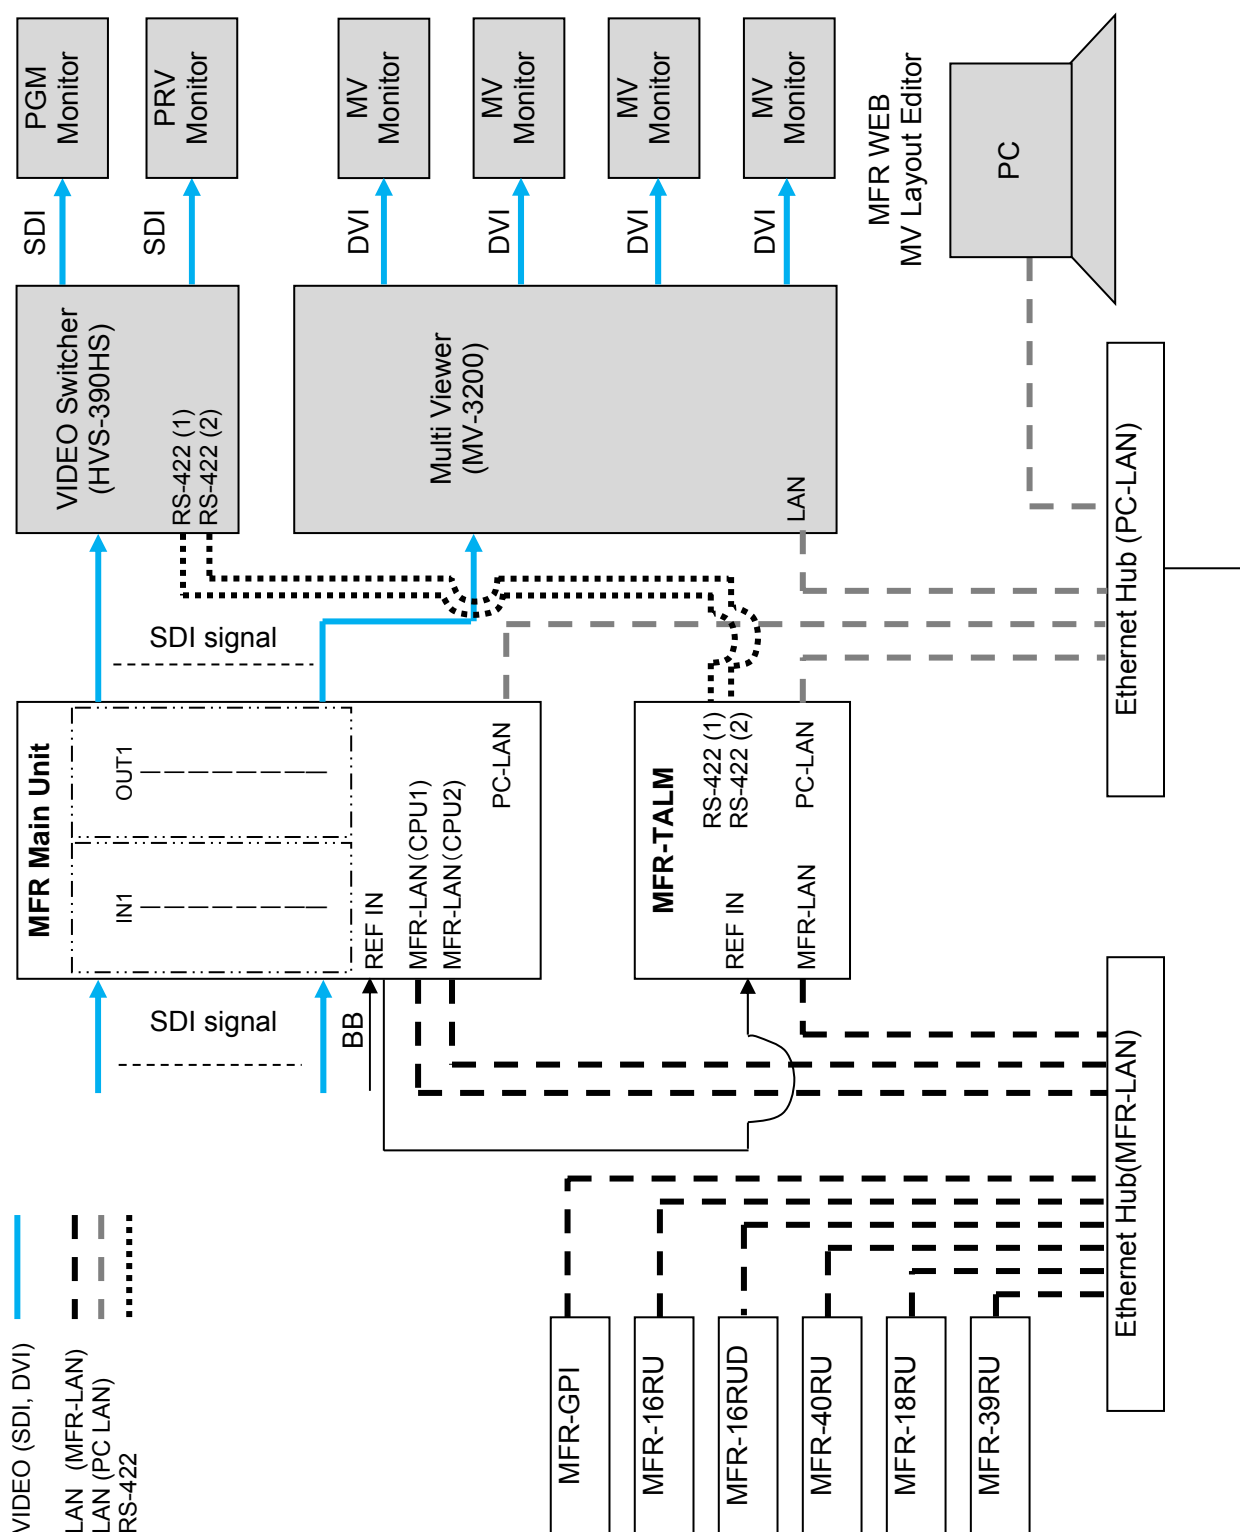 VIDEO (SDI, DVI)
LAN (MFR-LAN)
LAN (PC LAN)
RS-422
SDI signal
BB
MFR Main Unit
IN1
OUT1
REF IN
MFR-LAN(CPU1)
MFR-LAN(CPU2)
PC-LAN
SDI signal
VIDEO Switcher
(HVS-390HS)
RS-422 (1)
RS-422 (2)
SDI
SDI
PGM
Monitor
PRV
Monitor
Multi Viewer
(MV-3200)
LAN
DVI
DVI
DVI
DVI
MV
Monitor
MV
Monitor
MV
Monitor
MV
Monitor
MFR-TALM
REF IN
MFR-LAN
RS-422 (1)
RS-422 (2)
PC-LAN
MFR WEB
MV Layout Editor
PC
MFR-GPI
MFR-16RU
MFR-16RUD
MFR-40RU
MFR-18RU
MFR-39RU
Ethernet Hub(MFR-LAN)
Ethernet Hub (PC-LAN)